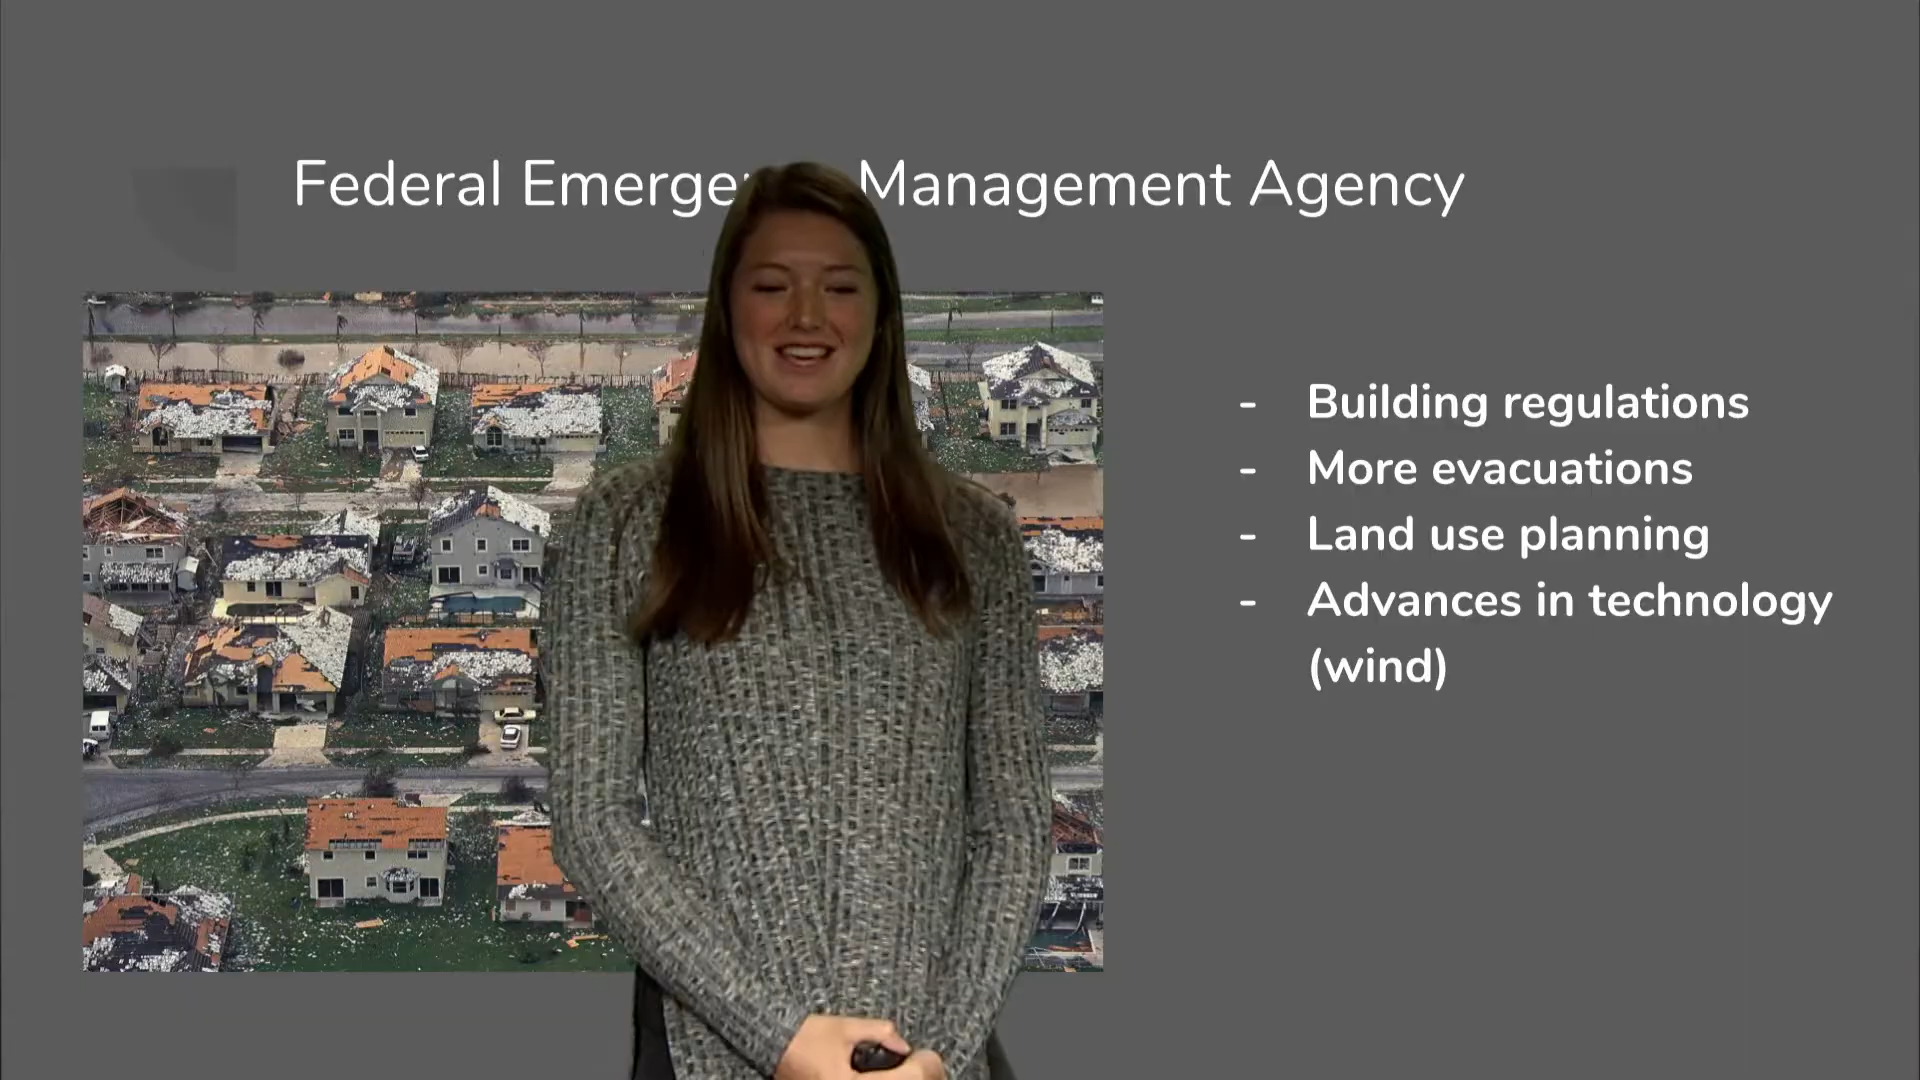 Federal Emerge Management Agency
- Building regulations
- More evacuations
- Land use planning
- Advances in technology
(wind)